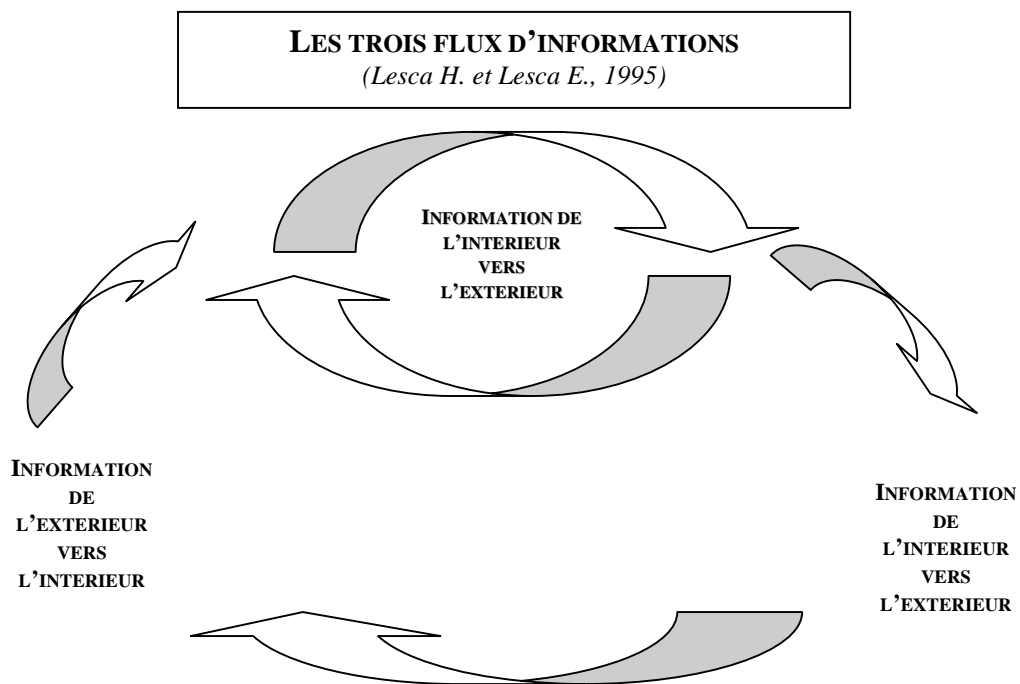 LES TROIS FLUX D’INFORMATIONS
(Lesca H. et Lesca E., 1995)
INFORMATION DE
L’INTERIEUR
VERS
L’EXTERIEUR
INFORMATION
DE
L’EXTERIEUR
VERS
L’INTERIEUR
INFORMATION
DE
L’INTERIEUR
VERS
L’EXTERIEUR